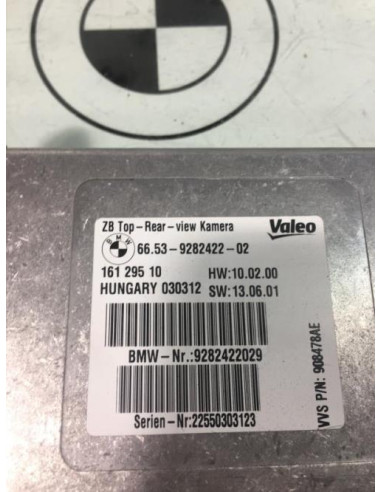 ZB Top-Rear-view Kamera
Valeo
BMW
66.53-9282422-02
161 295 10
HW:10.02.00
HUNGARY 030312
SW:13.06.01
BMW-Nr.:9282422029
Serien-Nr:22550303123
VVS P/N: 908478AE